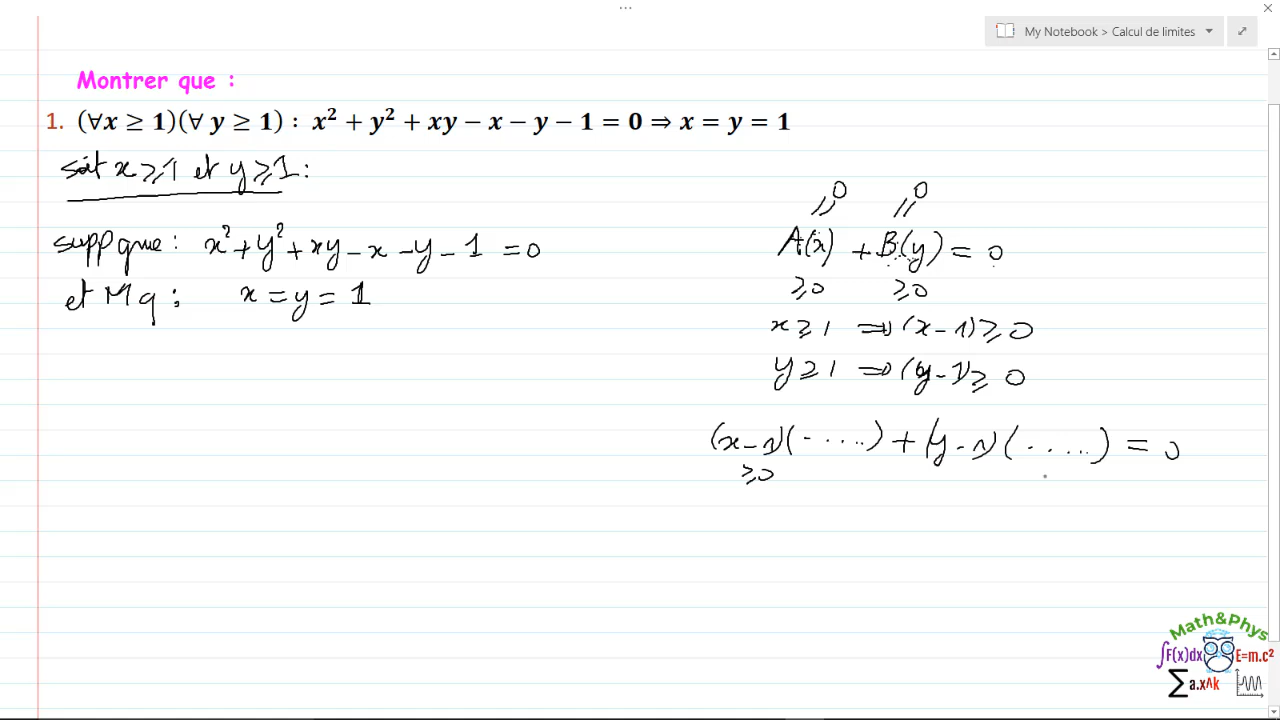 My Notebook > Calcul de limites
Montrer que :
1. (∀x ≥ 1)(∀ y ≥ 1) : x² + y² + xy − x − y − 1 = 0 ⇒ x = y = 1
soit x ≥ 1 et y ≥ 1 :
supp que : x² + y² + xy − x − y − 1 = 0
et Mq : x = y = 1
= 0 = 0
A(x) + B(y) = 0
≥ 0 ≥ 0
x ≥ 1 ⇒ (x − 1) ≥ 0
y ≥ 1 ⇒ (y − 1) ≥ 0
(x − 1)( . . . . . ) + (y − 1)( . . . . . ) = 0
≥ 0
Math&Phys
∫F(x)dx E=m.c²
∑ a.x^k